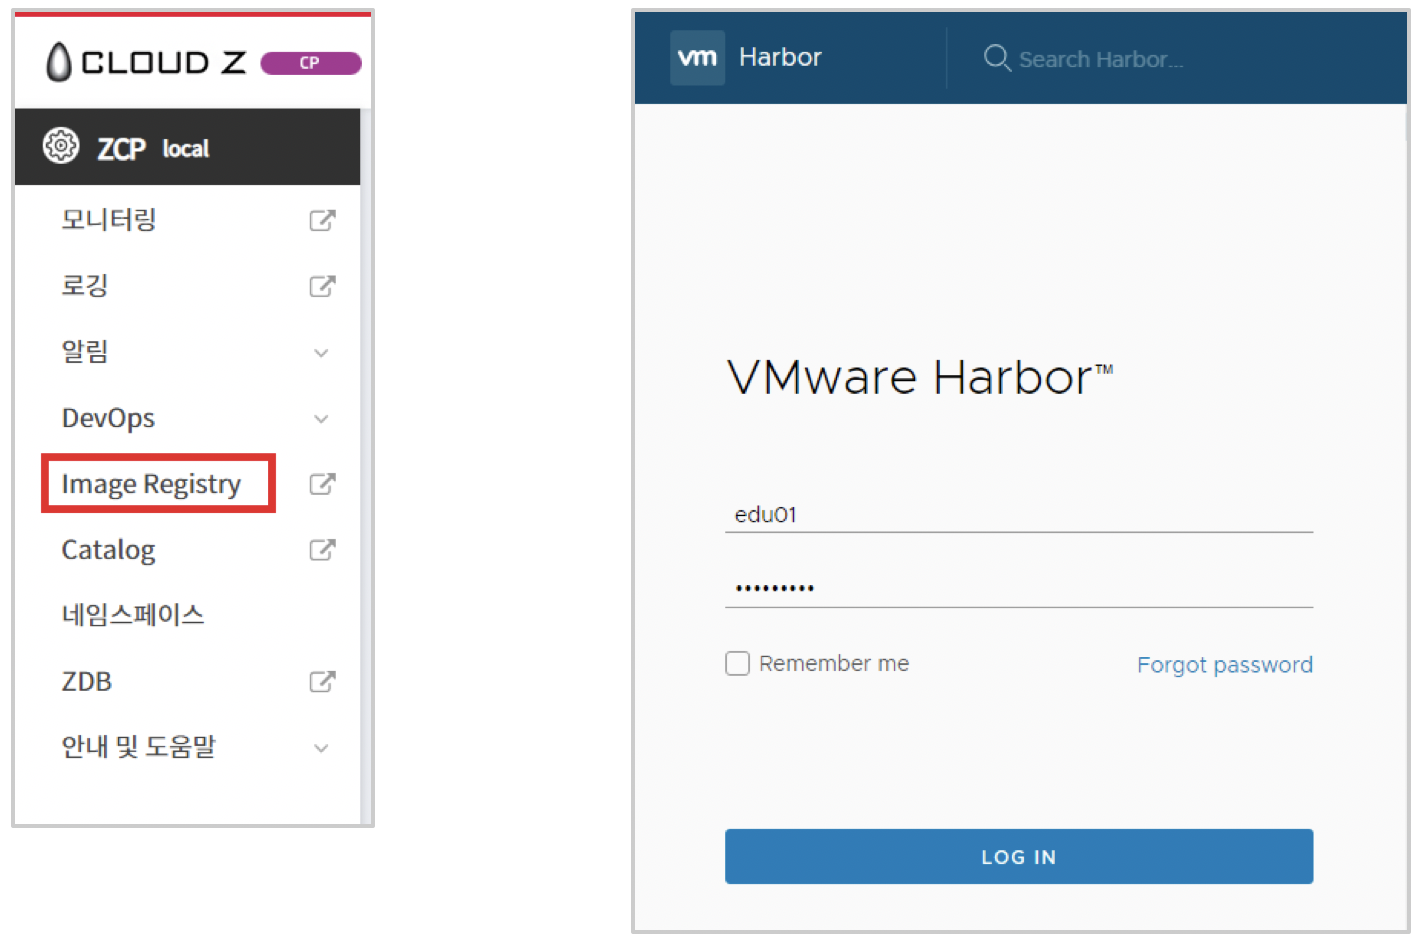 CLOUD Z CP
ZCP local
모니터링
로깅
알림
DevOps
Image Registry
Catalog
네임스페이스
ZDB
안내 및 도움말
vm Harbor Search Harbor...
VMware Harbor™
edu01
•••••••••
Remember me Forgot password
LOG IN